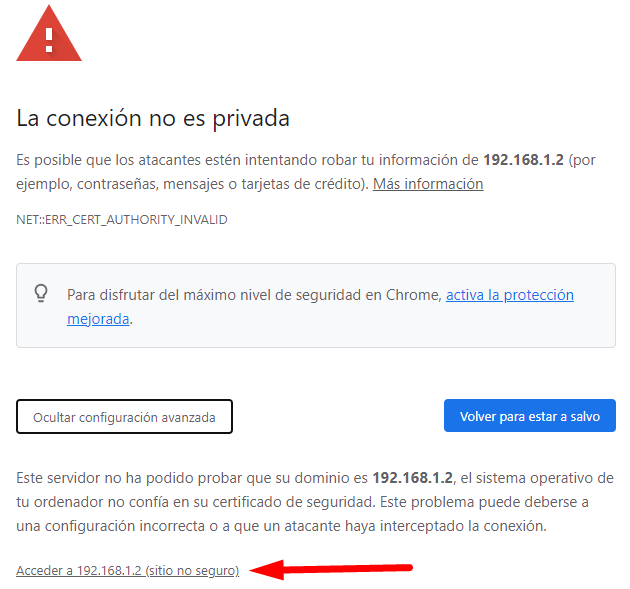 La conexión no es privada
Es posible que los atacantes estén intentando robar tu información de 192.168.1.2 (por
ejemplo, contraseñas, mensajes o tarjetas de crédito). Más información
NET::ERR_CERT_AUTHORITY_INVALID
Para disfrutar del máximo nivel de seguridad en Chrome, activa la protección
mejorada.
Ocultar configuración avanzada
Volver para estar a salvo
Este servidor no ha podido probar que su dominio es 192.168.1.2, el sistema operativo de
tu ordenador no confía en su certificado de seguridad. Este problema puede deberse a
una configuración incorrecta o a que un atacante haya interceptado la conexión.
Acceder a 192.168.1.2 (sitio no seguro)